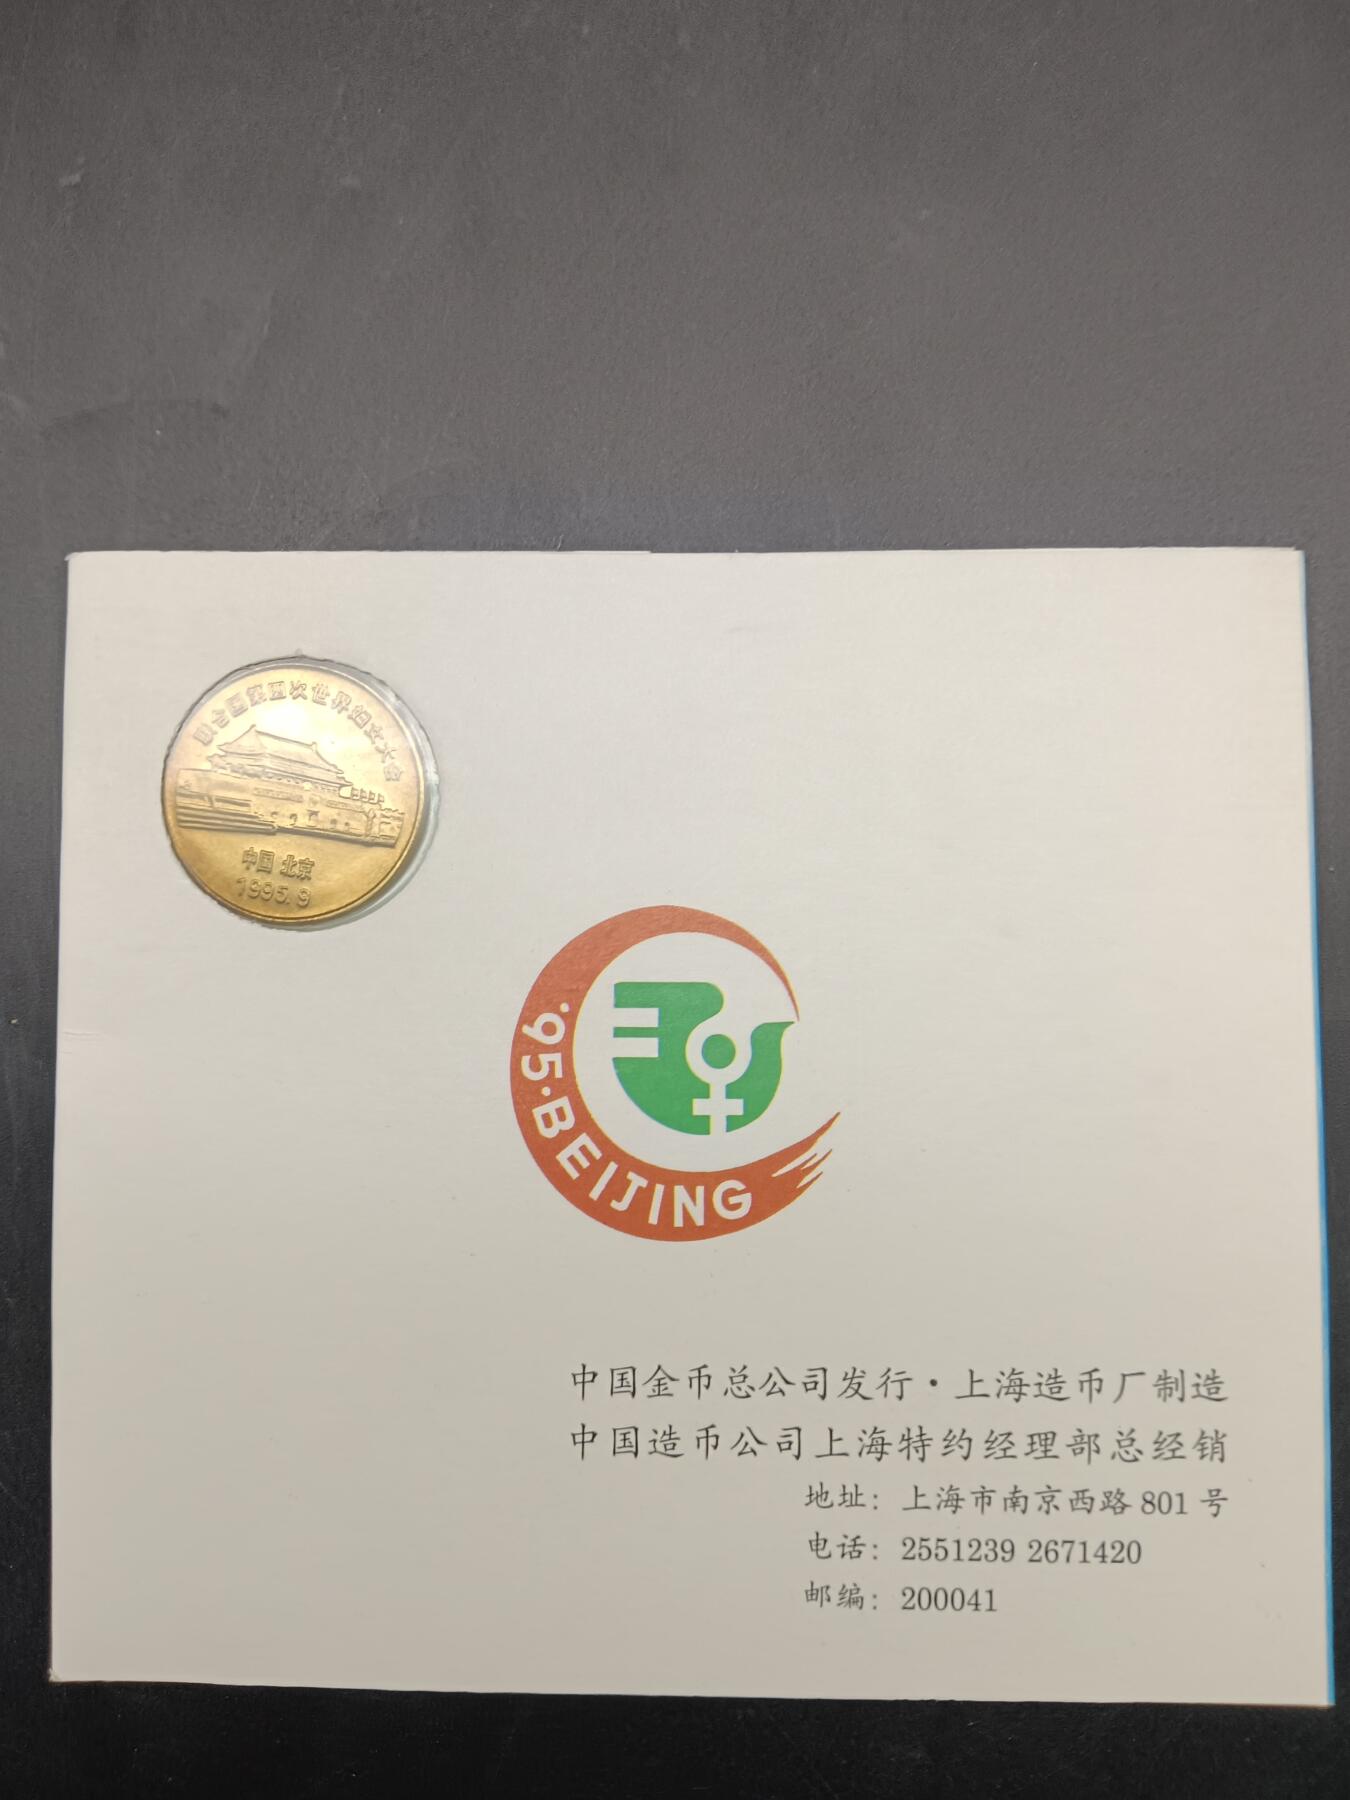 联合国第四次世界妇女大会
中国 北京
1995.9
'95·BEIJING
中国金币总公司发行·上海造币厂制造
中国造币公司上海特约经理部总经销
地址：上海市南京西路 801 号
电话：2551239 2671420
邮编：200041